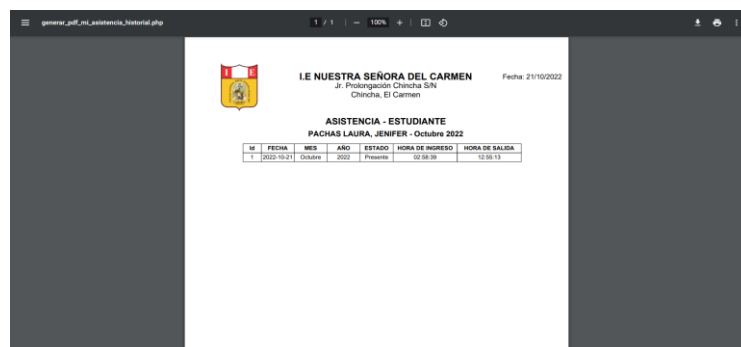 generar_pdf_mi_asistencia_historial.php
1 / 1
100%
I E
I.E NUESTRA SEÑORA DEL CARMEN
Fecha: 21/10/2022
Jr. Prolongación Chincha S/N
Chincha, El Carmen
ASISTENCIA - ESTUDIANTE
PACHAS LAURA, JENIFER - Octubre 2022
Id FECHA MES AÑO ESTADO HORA DE INGRESO HORA DE SALIDA
1 2022-10-21 Octubre 2022 Presente 02:58:39 12:55:13